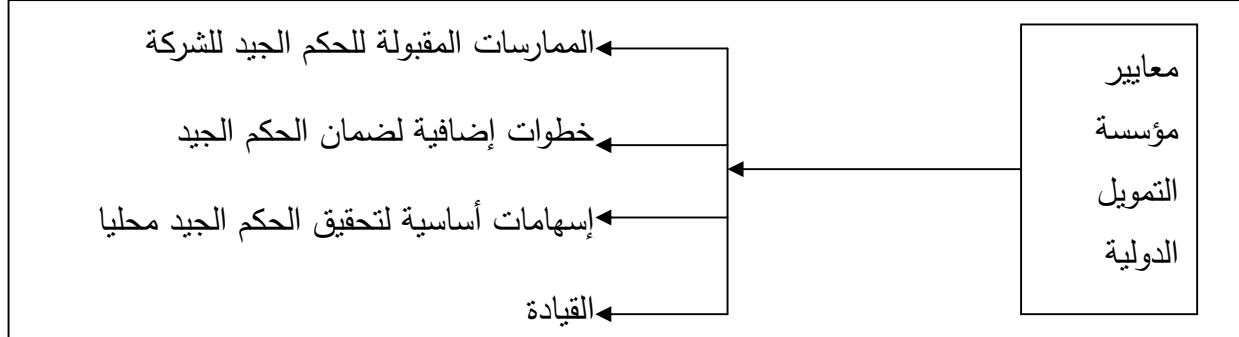 معايير
مؤسسة
التمويل
الدولية
الممارسات المقبولة للحكم الجيد للشركة
خطوات إضافية لضمان الحكم الجيد
إسهامات أساسية لتحقيق الحكم الجيد محليا
القيادة